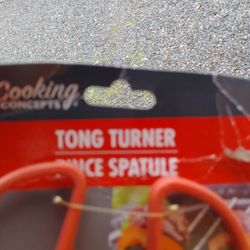 Cooking
CONCEPTS
TONG TURNER
PINCE SPATULE